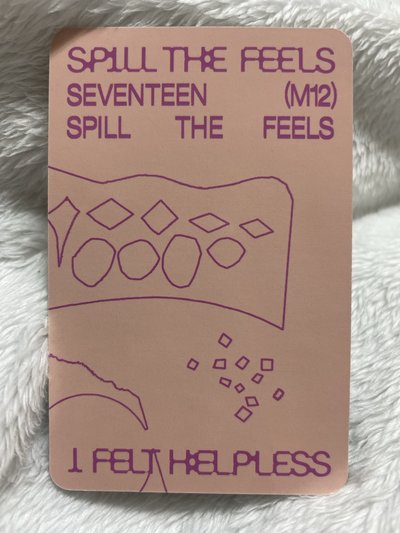 SPILL THE FEELS
SEVENTEEN (M12)
SPILL THE FEELS
I FELT HELPLESS